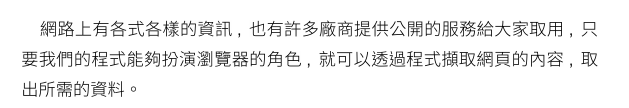 網路上有各式各樣的資訊，也有許多廠商提供公開的服務給大家取用，只
要我們的程式能夠扮演瀏覽器的角色，就可以透過程式擷取網頁的內容，取
出所需的資料。